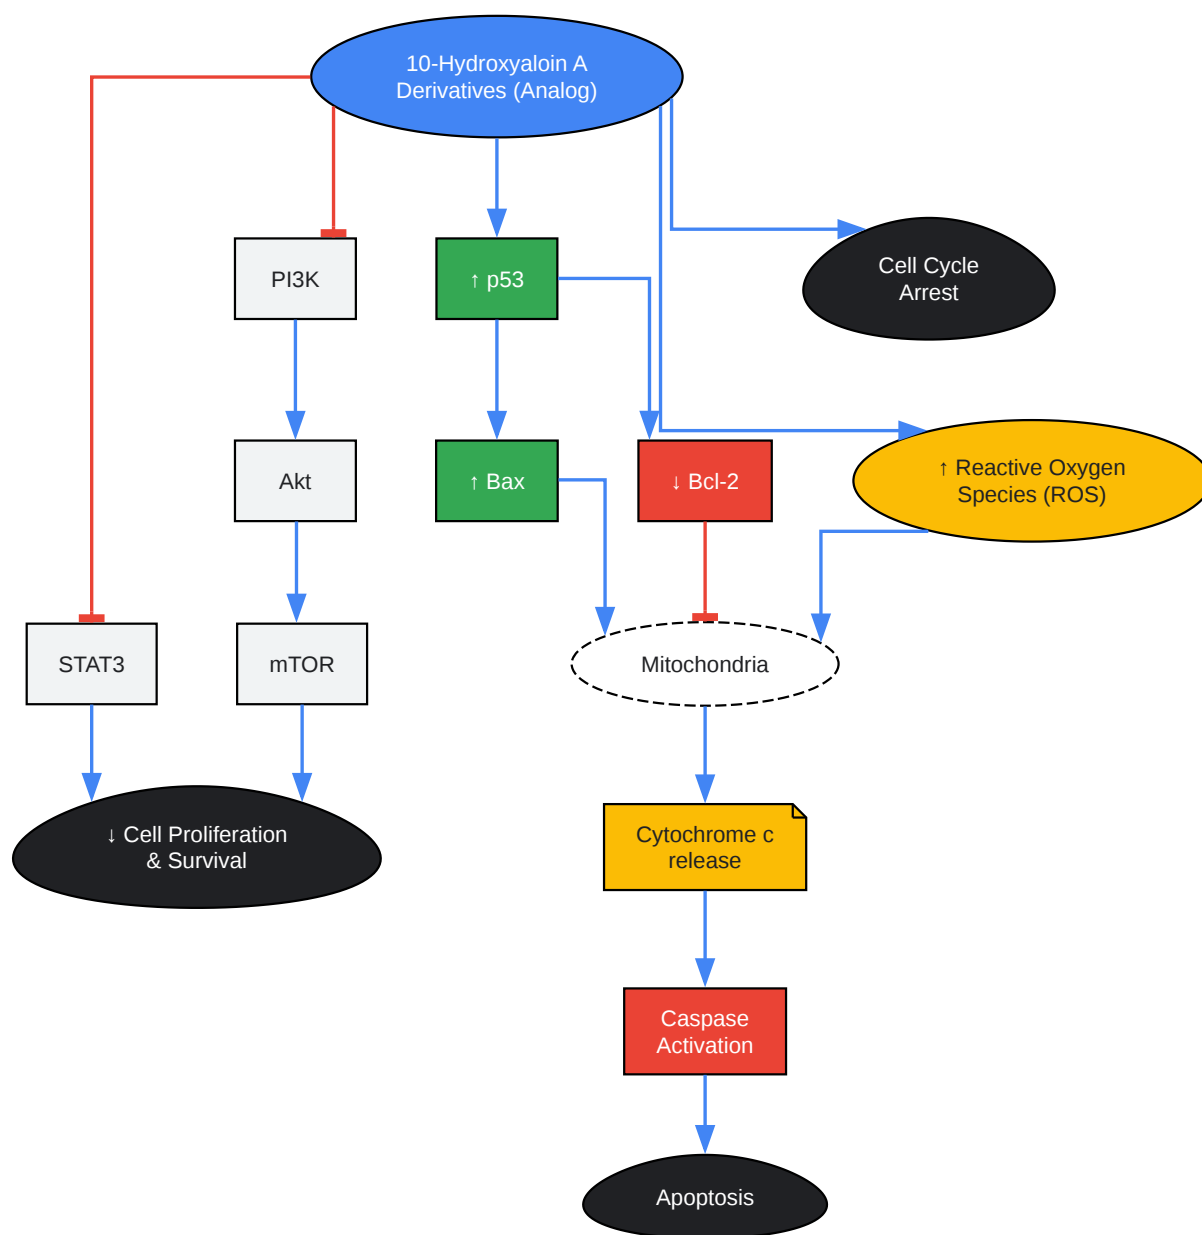 10-Hydroxyaloin A
Derivatives (Analog)
PI3K
↑ p53
Cell Cycle
Arrest
Akt
↑ Bax
↓ Bcl-2
↑ Reactive Oxygen
Species (ROS)
STAT3
mTOR
Mitochondria
↓ Cell Proliferation
& Survival
Cytochrome c
release
Caspase
Activation
Apoptosis